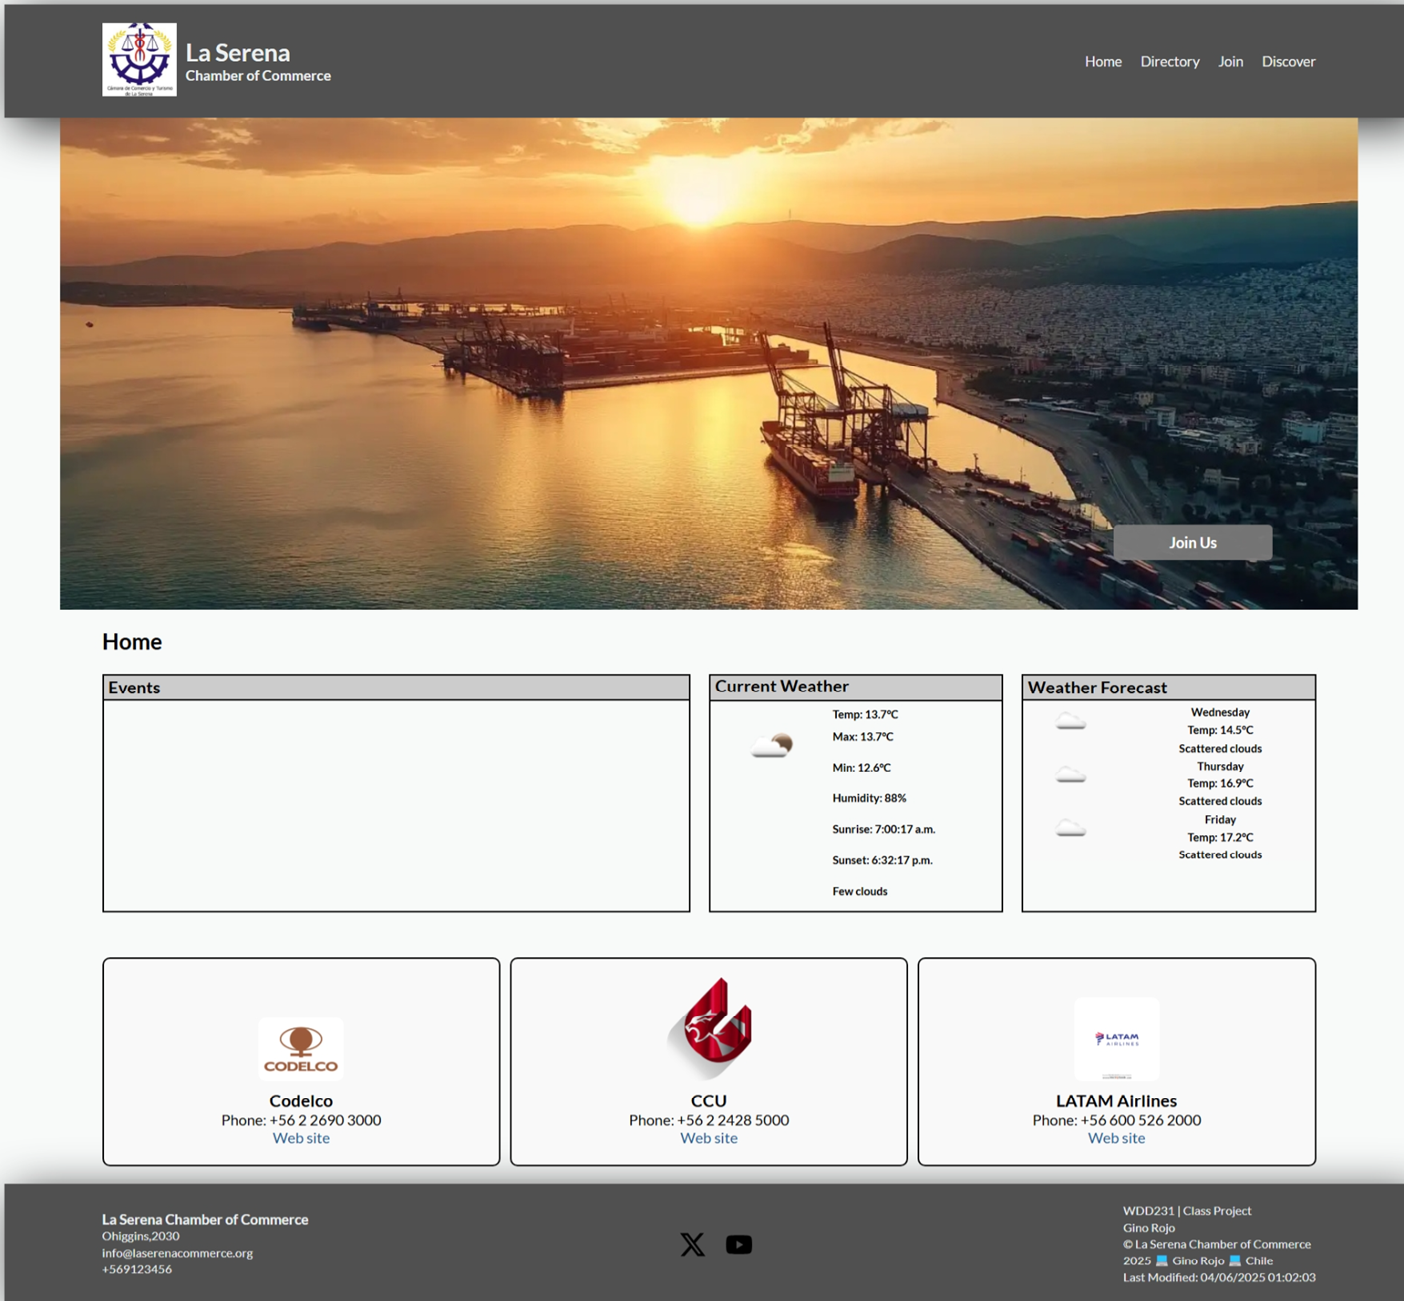 Cámara de Comercio y Turismo
de La Serena
La Serena
Chamber of Commerce
Home Directory Join Discover
Join Us
Home
Events
Current Weather
Temp: 13.7°C
Max: 13.7°C
Min: 12.6°C
Humidity: 88%
Sunrise: 7:00:17 a.m.
Sunset: 6:32:17 p.m.
Few clouds
Weather Forecast
Wednesday
Temp: 14.5°C
Scattered clouds
Thursday
Temp: 16.9°C
Scattered clouds
Friday
Temp: 17.2°C
Scattered clouds
CODELCO
Codelco
Phone: +56 2 2690 3000
Web site
CCU
Phone: +56 2 2428 5000
Web site
LATAM
AIRLINES
LATAM Airlines
Phone: +56 600 526 2000
Web site
La Serena Chamber of Commerce
Ohiggins,2030
info@laserenacommerce.org
+569123456
WDD231 | Class Project
Gino Rojo
© La Serena Chamber of Commerce
2025 💻 Gino Rojo 💻 Chile
Last Modified: 04/06/2025 01:02:03